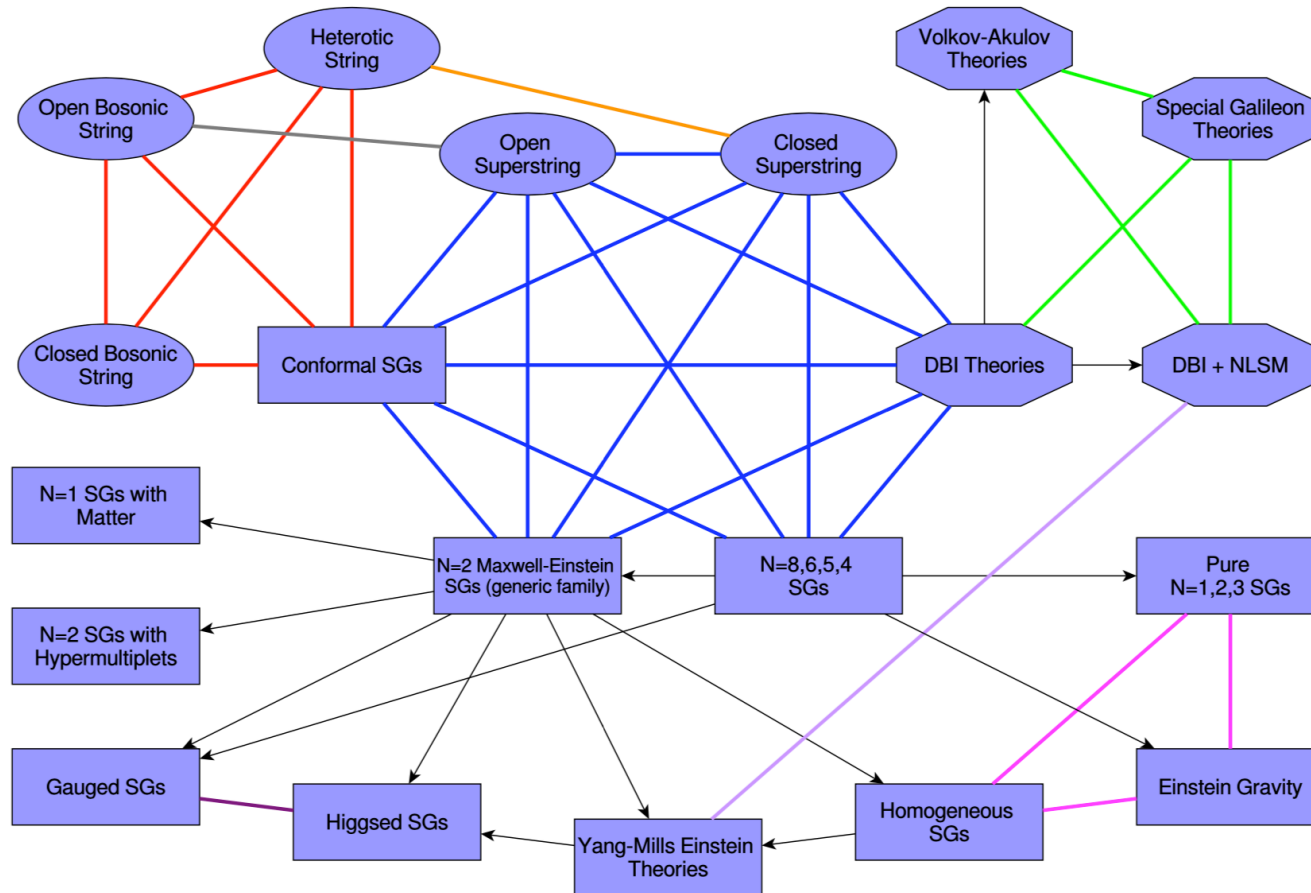 Heterotic
String
Volkov-Akulov
Theories
Open Bosonic
String
Special Galileon
Theories
Open
Superstring
Closed
Superstring
Closed Bosonic
String
Conformal SGs
DBI Theories
DBI + NLSM
N=1 SGs with
Matter
N=2 Maxwell-Einstein
SGs (generic family)
N=8,6,5,4
SGs
Pure
N=1,2,3 SGs
N=2 SGs with
Hypermultiplets
Gauged SGs
Higgsed SGs
Yang-Mills Einstein
Theories
Homogeneous
SGs
Einstein Gravity